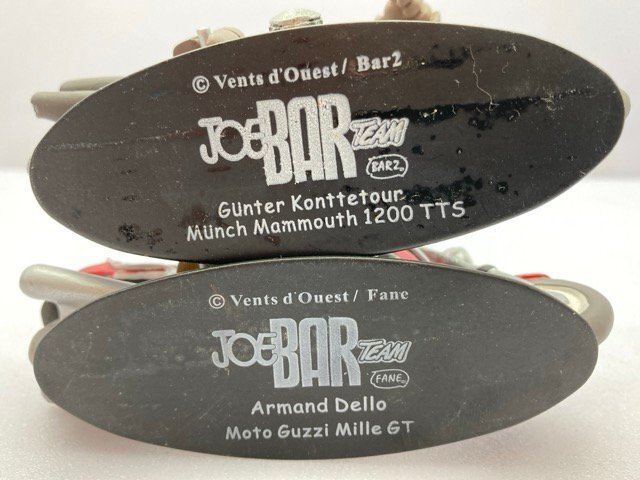 © Vents d'Ouest/ Bar2
JOE BAR TEAM
BAR2
Günter Konttetour
Münch Mammouth 1200 TTS
© Vents d'Ouest/ Fane
JOE BAR TEAM
FANE
Armand Dello
Moto Guzzi Mille GT